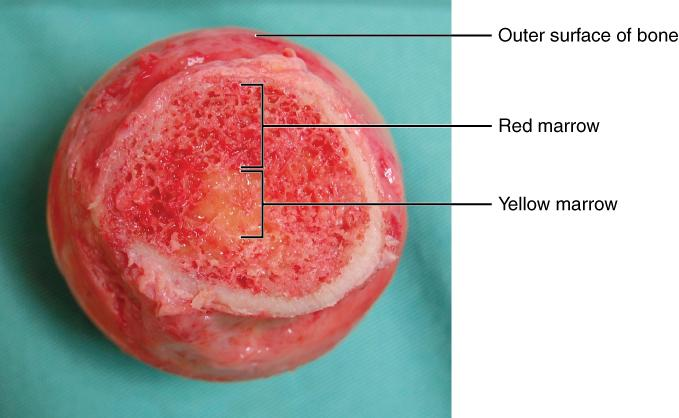 Outer surface of bone
Red marrow
Yellow marrow